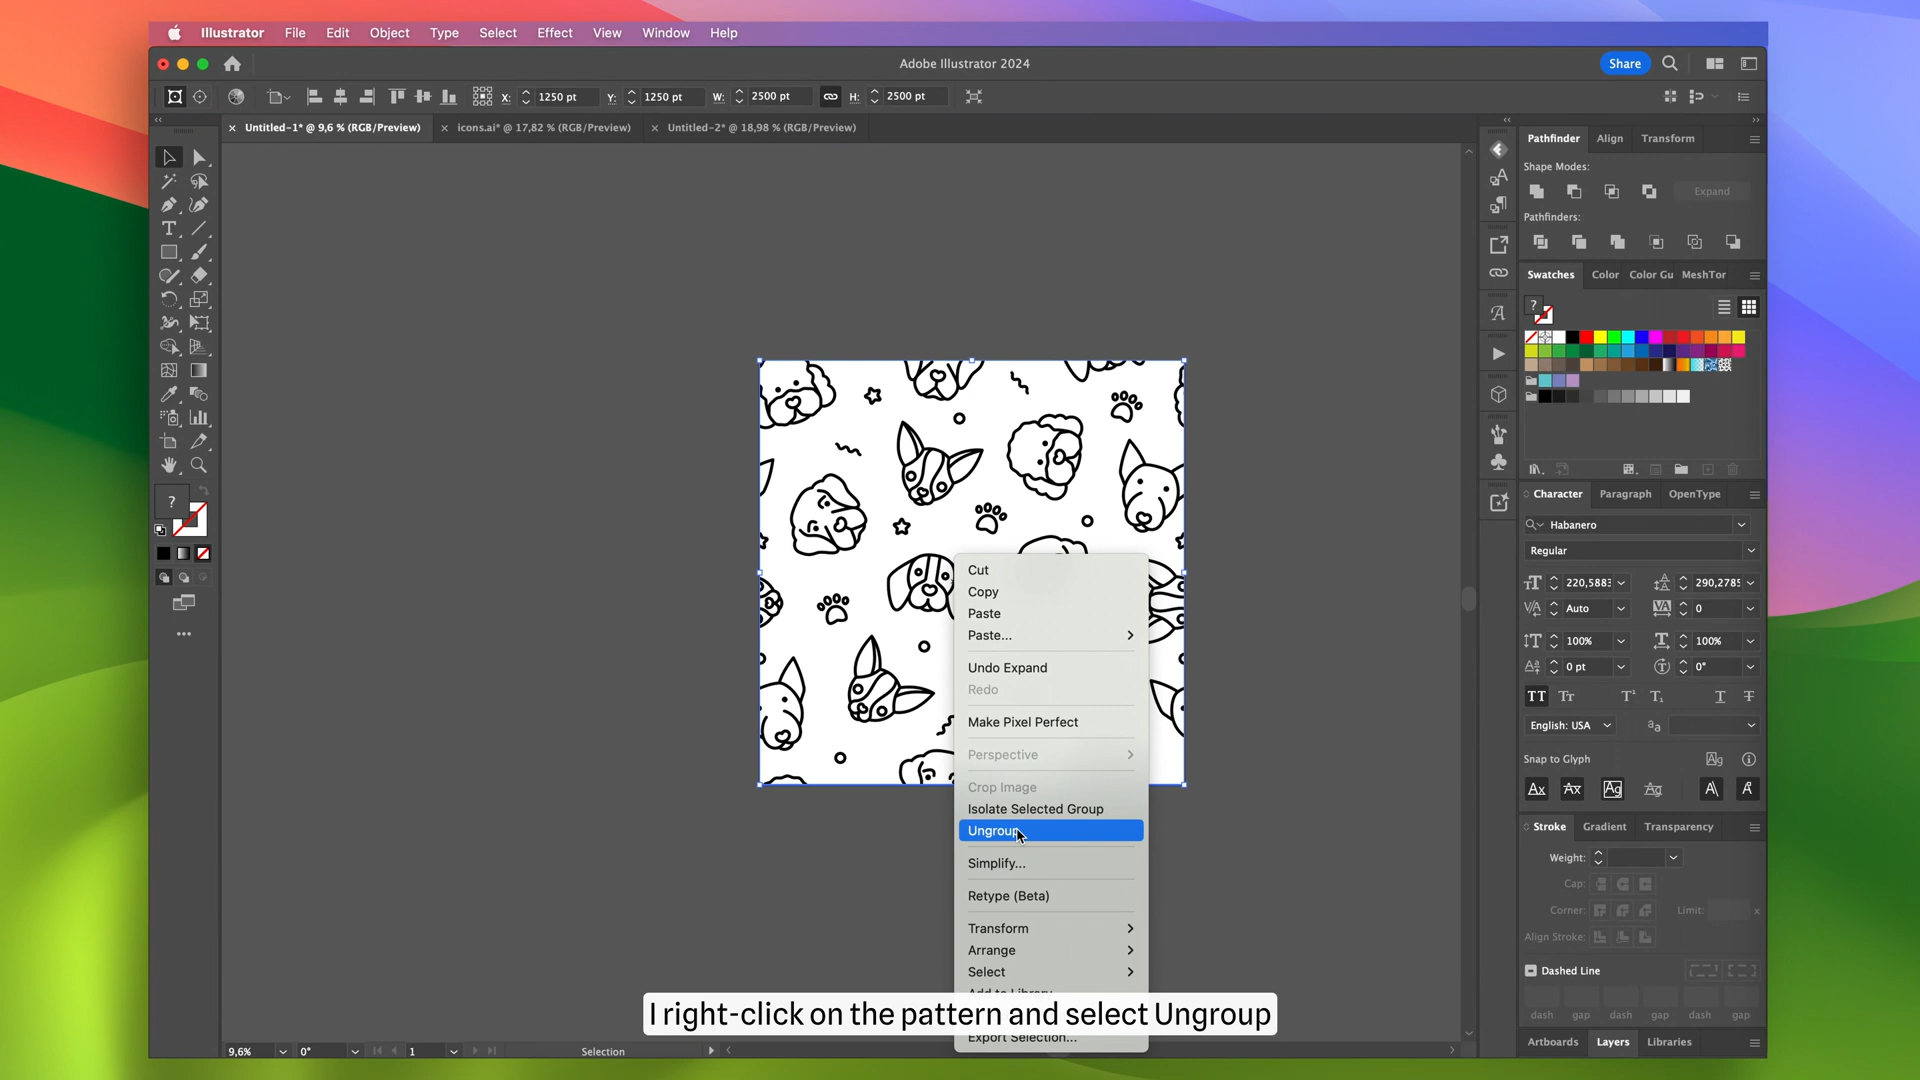 Illustrator File Edit Object Type Select Effect View Window Help
Adobe Illustrator 2024
Share
X: 1250 pt Y: 1250 pt W: 2500 pt H: 2500 pt
Untitled-1* @ 9,6 % (RGB/Preview) icons.ai* @ 17,82 % (RGB/Preview) Untitled-2* @ 18,98 % (RGB/Preview)
Pathfinder Align Transform
Shape Modes:
Expand
Pathfinders:
Swatches Color Color Gu MeshTor
Character Paragraph OpenType
Habanero
Regular
220,5883 290,2785
Auto 0
100% 100%
0 pt 0°
English: USA
Snap to Glyph
Stroke Gradient Transparency
Weight:
Cap:
Corner: Limit: x
Align Stroke:
Dashed Line
dash gap dash gap dash gap
Artboards Layers Libraries
Cut
Copy
Paste
Paste...
Undo Expand
Redo
Make Pixel Perfect
Perspective
Crop Image
Isolate Selected Group
Ungroup
Simplify...
Retype (Beta)
Transform
Arrange
Select
Add to Library
I right-click on the pattern and select Ungroup
Export Selection...
9,6% 0° 1 Selection